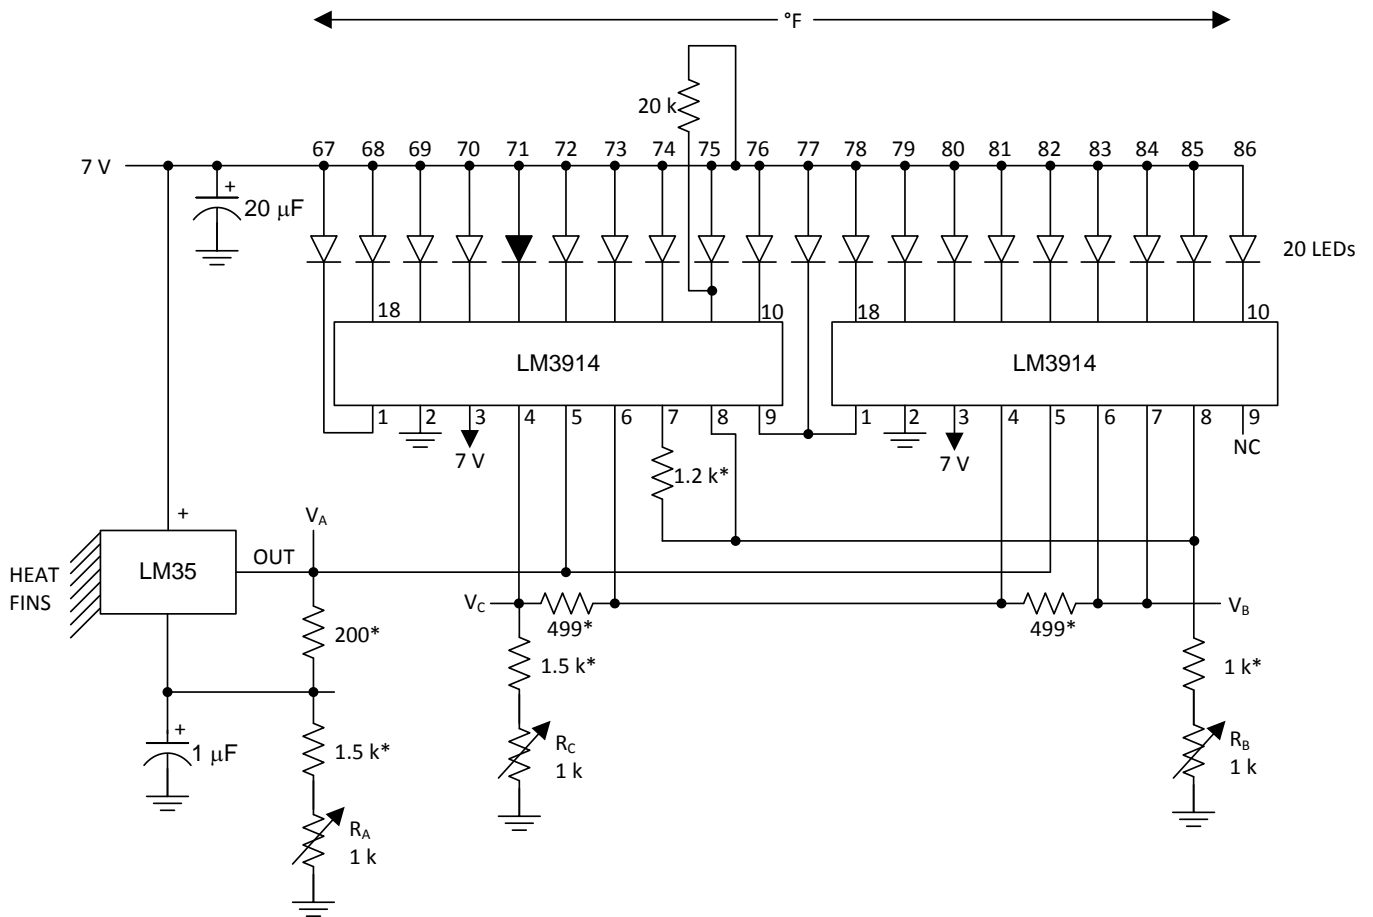 °F
20 k
7 V
67 68 69 70 71 72 73 74 75 76 77 78 79 80 81 82 83 84 85 86
+
20 µF
20 LEDs
18 10 18 10
LM3914 LM3914
1 2 3 4 5 6 7 8 9 1 2 3 4 5 6 7 8 9
7 V 7 V NC
1.2 k*
+
VA
OUT
LM35
HEAT
FINS
VC VB
499* 499*
200*
1.5 k* 1 k*
+
1 µF
1.5 k*
RC
1 k
RB
1 k
RA
1 k